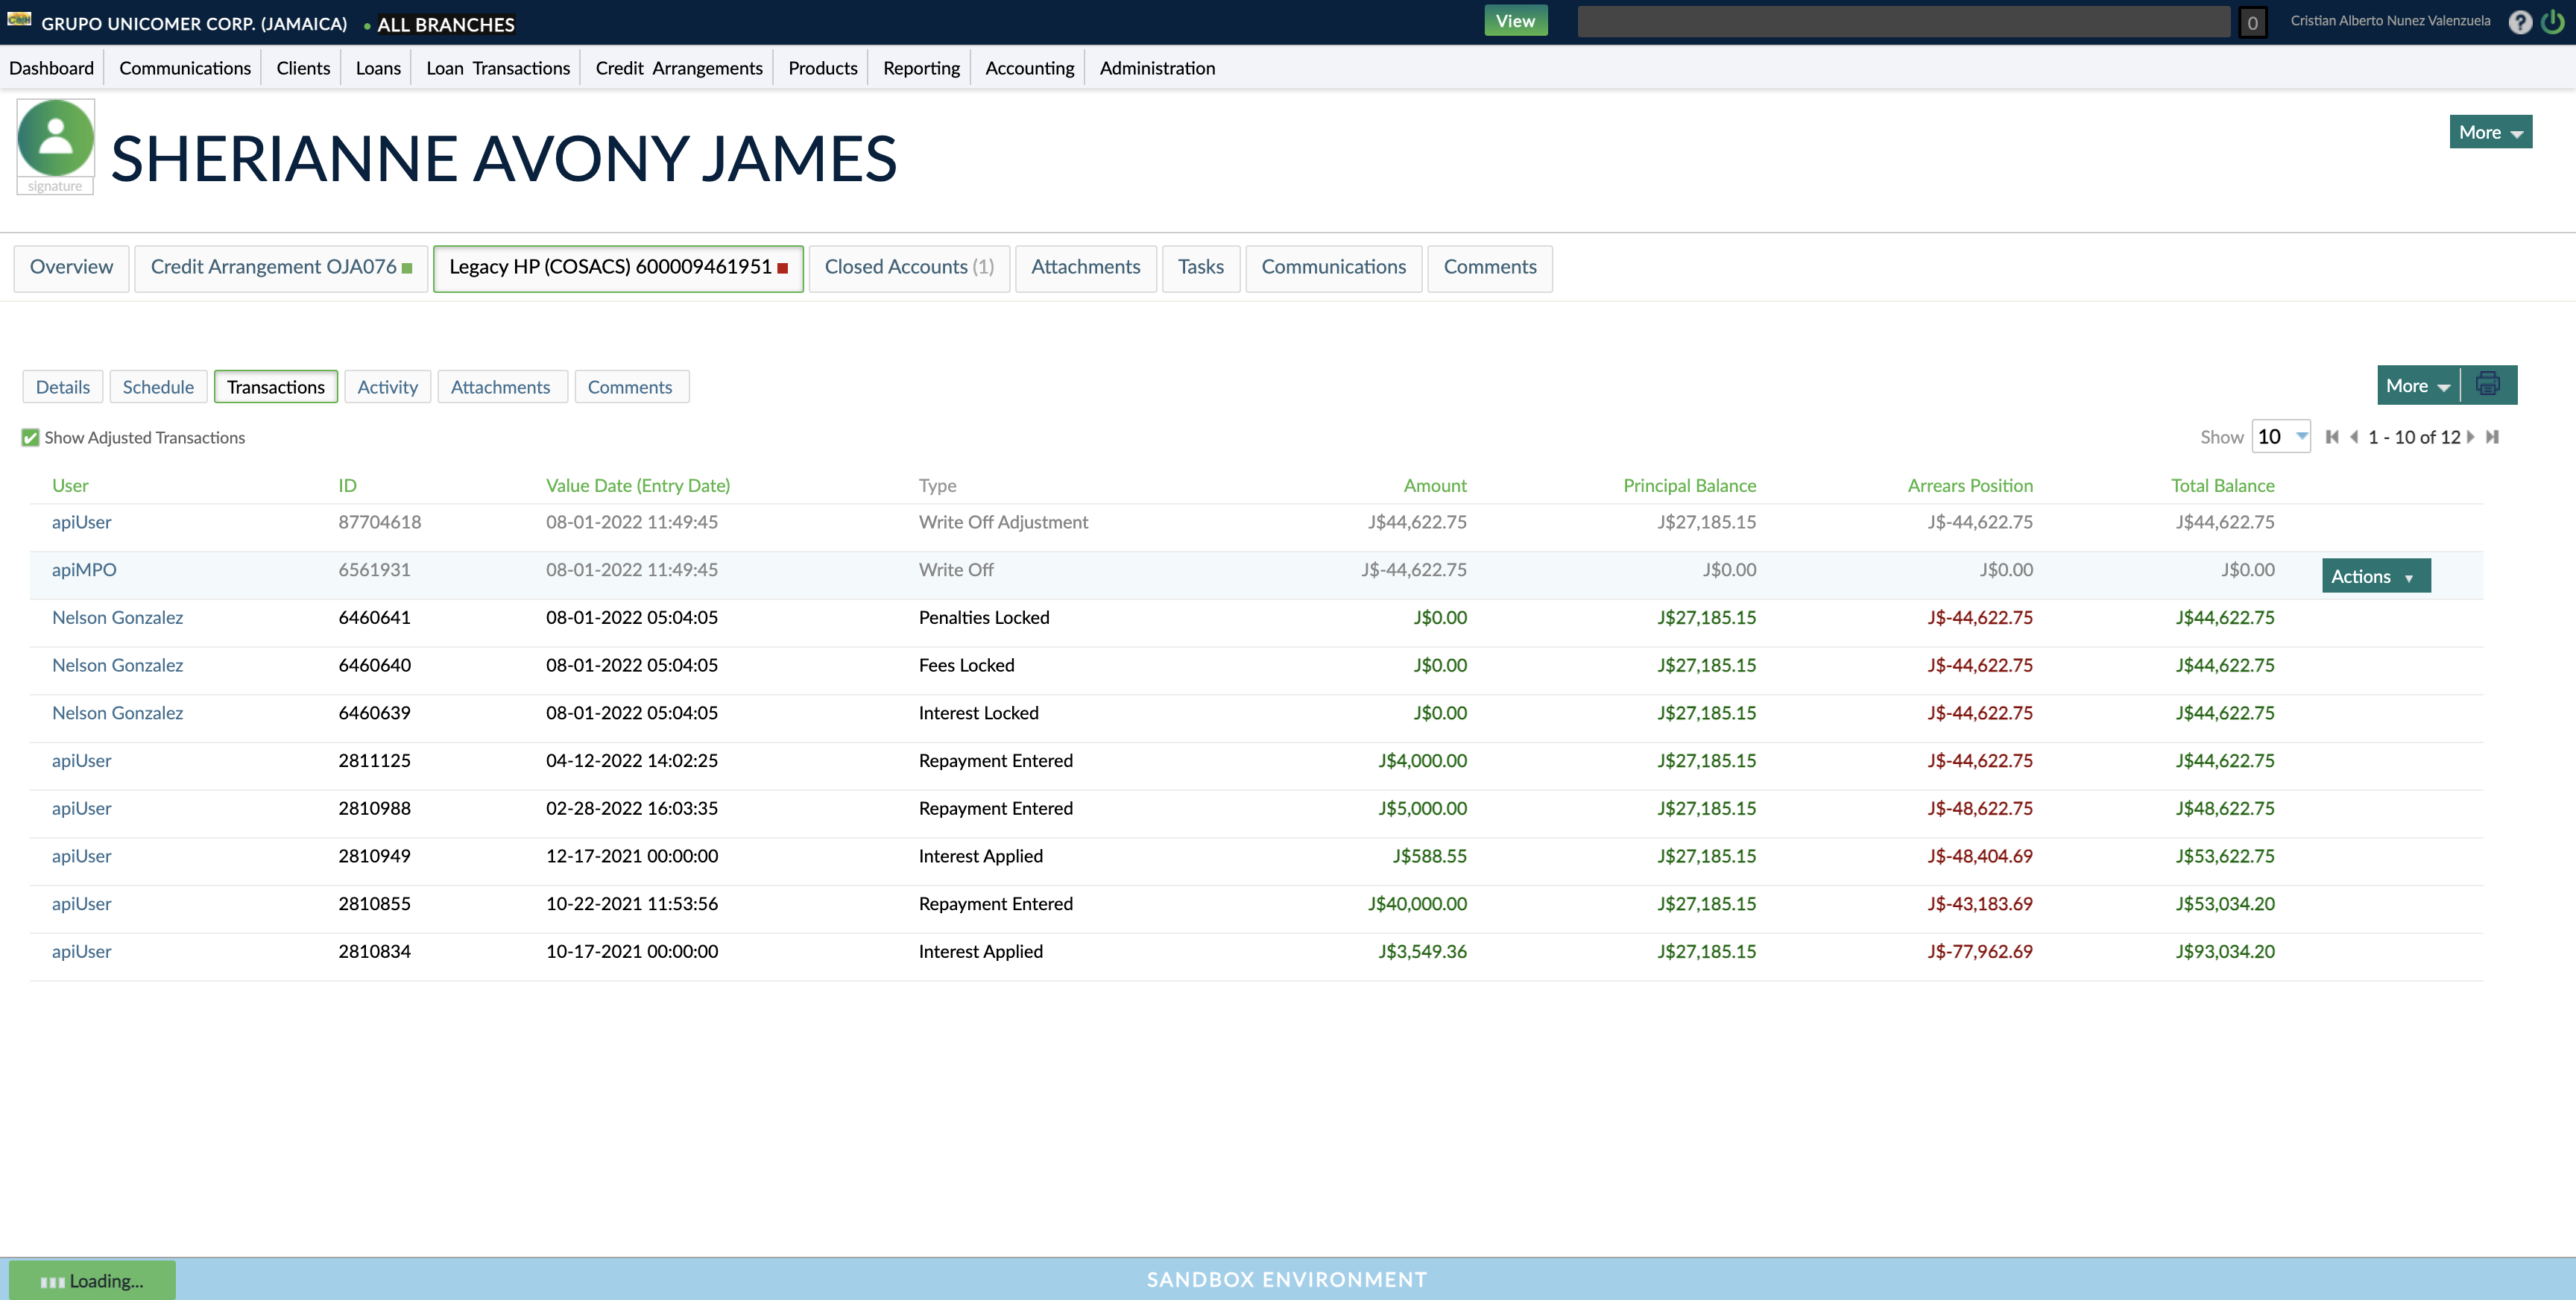 GRUPO UNICOMER CORP. (JAMAICA) • ALL BRANCHES View 0 Cristian Alberto Nunez Valenzuela ?
Dashboard Communications Clients Loans Loan Transactions Credit Arrangements Products Reporting Accounting Administration
signature
SHERIANNE AVONY JAMES
More
Overview Credit Arrangement OJA076 Legacy HP (COSACS) 600009461951 Closed Accounts (1) Attachments Tasks Communications Comments
Details Schedule Transactions Activity Attachments Comments More
Show Adjusted Transactions Show 10 1 - 10 of 12
User ID Value Date (Entry Date) Type Amount Principal Balance Arrears Position Total Balance
apiUser 87704618 08-01-2022 11:49:45 Write Off Adjustment J$44,622.75 J$27,185.15 J$-44,622.75 J$44,622.75
apiMPO 6561931 08-01-2022 11:49:45 Write Off J$-44,622.75 J$0.00 J$0.00 J$0.00 Actions
Nelson Gonzalez 6460641 08-01-2022 05:04:05 Penalties Locked J$0.00 J$27,185.15 J$-44,622.75 J$44,622.75
Nelson Gonzalez 6460640 08-01-2022 05:04:05 Fees Locked J$0.00 J$27,185.15 J$-44,622.75 J$44,622.75
Nelson Gonzalez 6460639 08-01-2022 05:04:05 Interest Locked J$0.00 J$27,185.15 J$-44,622.75 J$44,622.75
apiUser 2811125 04-12-2022 14:02:25 Repayment Entered J$4,000.00 J$27,185.15 J$-44,622.75 J$44,622.75
apiUser 2810988 02-28-2022 16:03:35 Repayment Entered J$5,000.00 J$27,185.15 J$-48,622.75 J$48,622.75
apiUser 2810949 12-17-2021 00:00:00 Interest Applied J$588.55 J$27,185.15 J$-48,404.69 J$53,622.75
apiUser 2810855 10-22-2021 11:53:56 Repayment Entered J$40,000.00 J$27,185.15 J$-43,183.69 J$53,034.20
apiUser 2810834 10-17-2021 00:00:00 Interest Applied J$3,549.36 J$27,185.15 J$-77,962.69 J$93,034.20
Loading... SANDBOX ENVIRONMENT